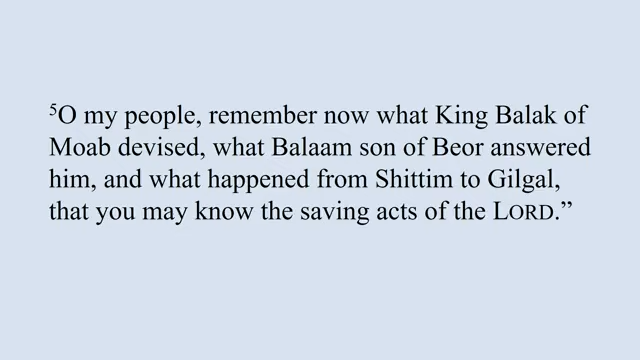 ⁵O my people, remember now what King Balak of
Moab devised, what Balaam son of Beor answered
him, and what happened from Shittim to Gilgal,
that you may know the saving acts of the LORD.”